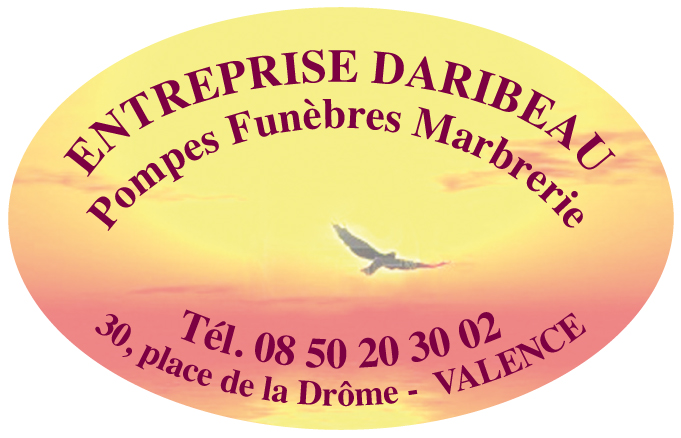 ENTREPRISE DARIBEAU
Pompes Funèbres Marbrerie
Tél. 08 50 20 30 02
30, place de la Drôme - VALENCE